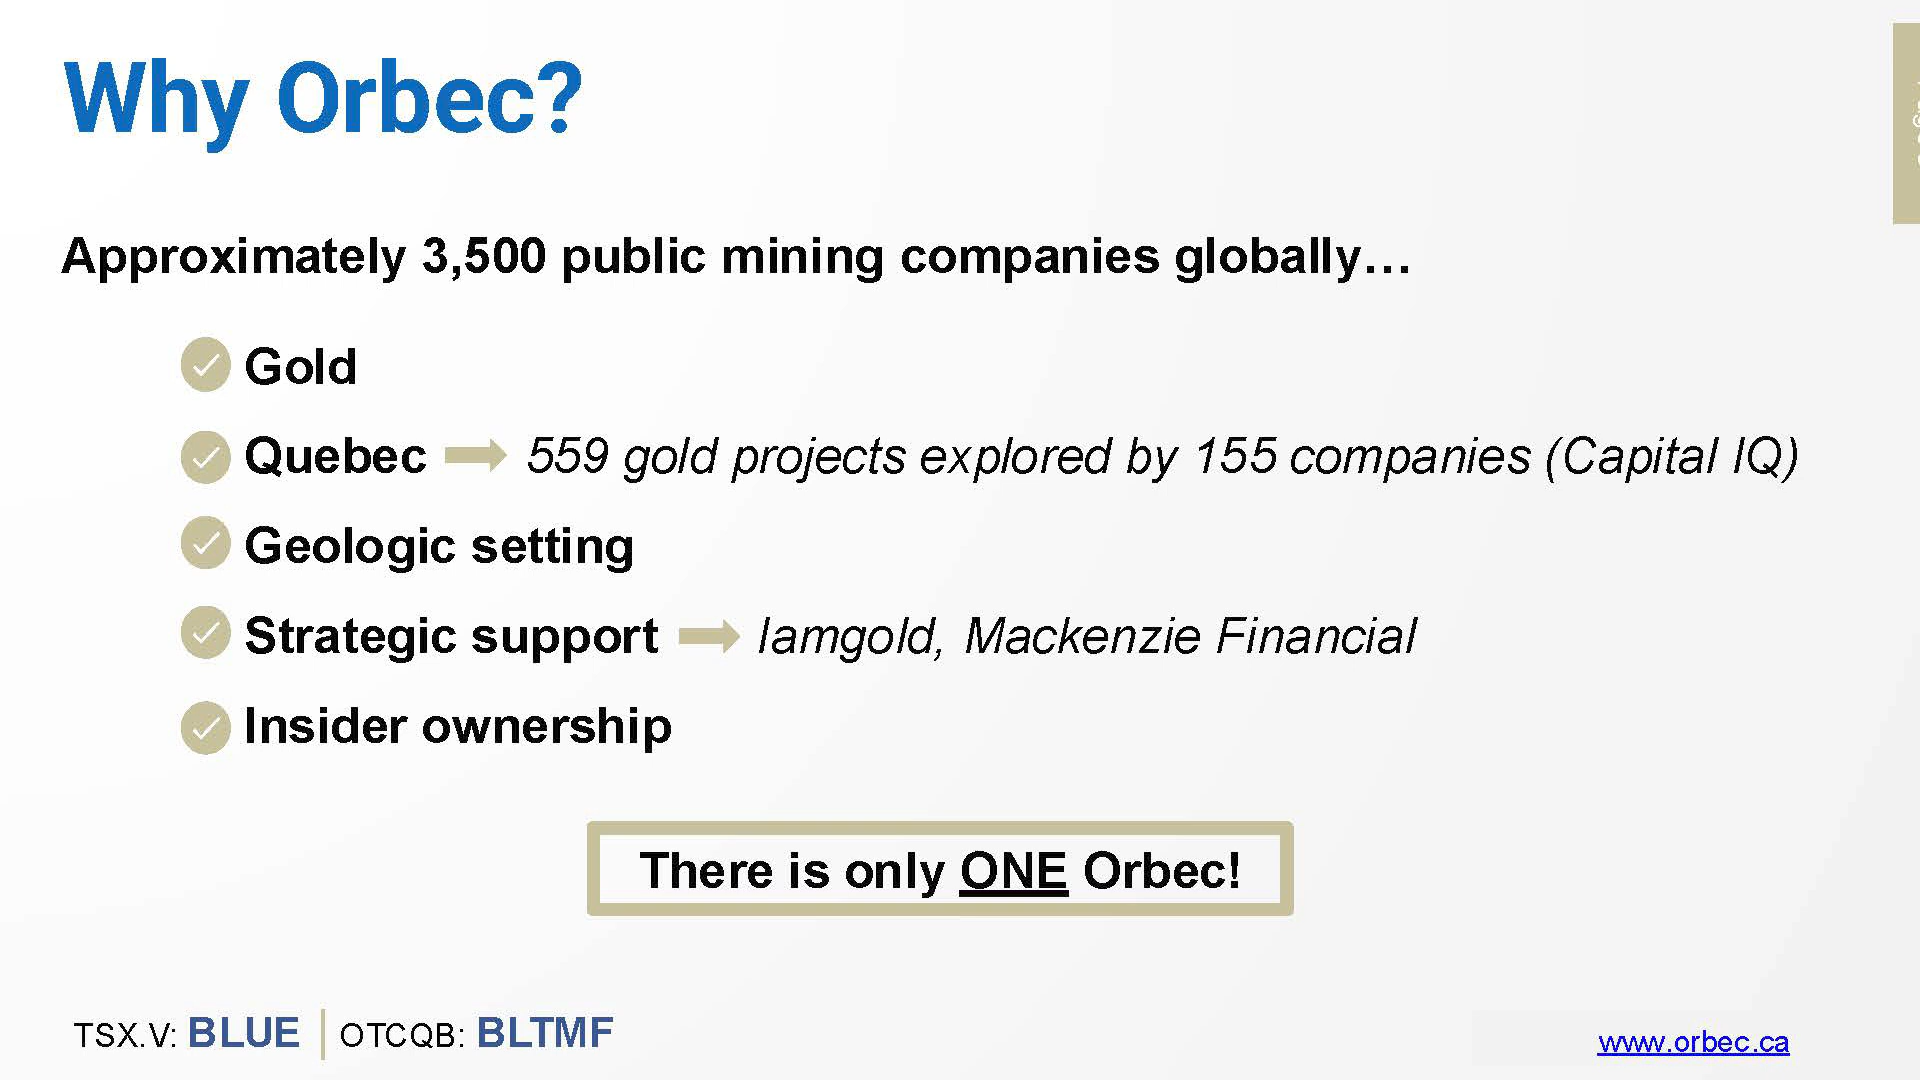 Why Orbec?
Approximately 3,500 public mining companies globally…
Gold
Quebec 559 gold projects explored by 155 companies (Capital IQ)
Geologic setting
Strategic support Iamgold, Mackenzie Financial
Insider ownership
There is only ONE Orbec!
TSX.V: BLUE OTCQB: BLTMF
www.orbec.ca